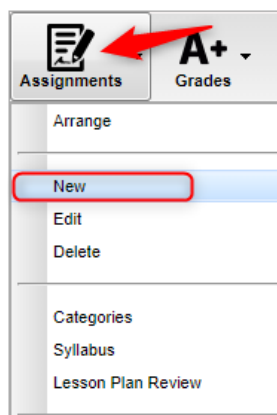 A+
Assignments
Grades
Arrange
New
Edit
Delete
Categories
Syllabus
Lesson Plan Review